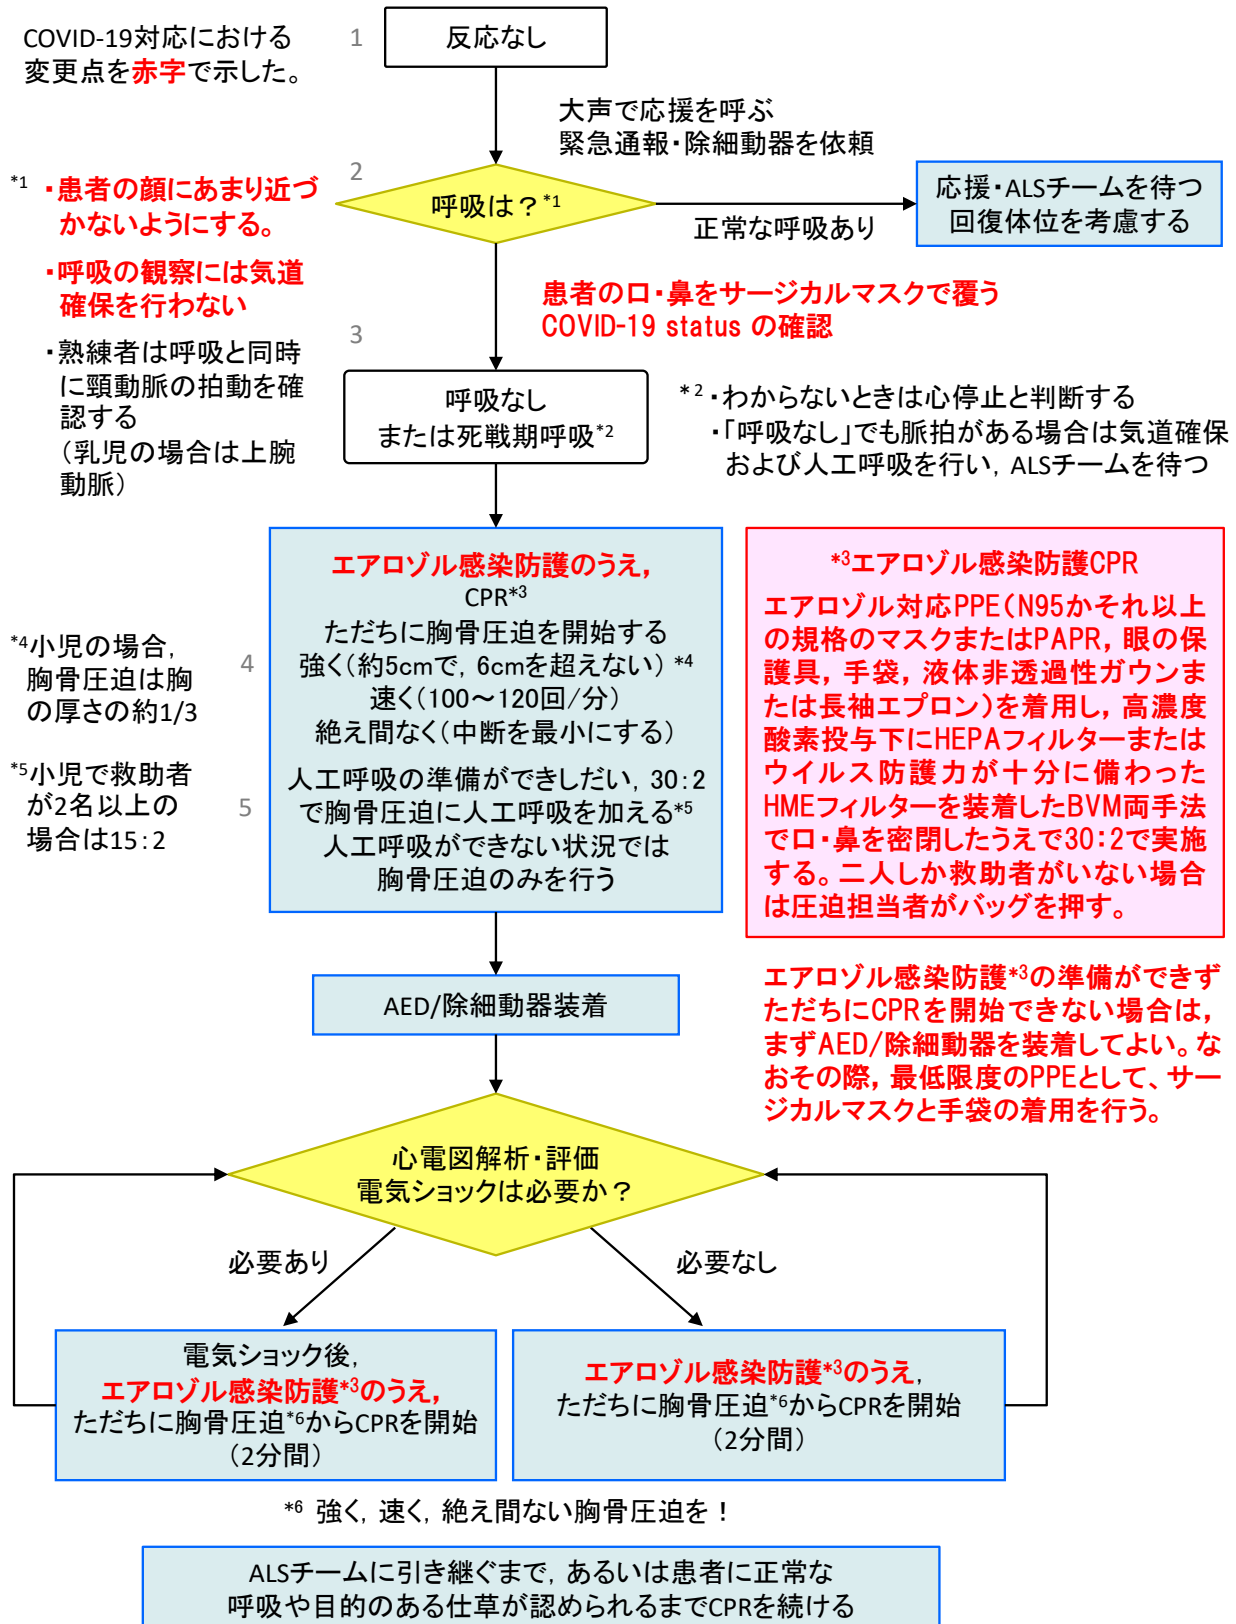 COVID-19対応における
変更点を赤字で示した。
1
反応なし
大声で応援を呼ぶ
緊急通報・除細動器を依頼
2
呼吸は？*1
正常な呼吸あり
応援・ALSチームを待つ
回復体位を考慮する
*1 ・患者の顔にあまり近づ
かないようにする。
・呼吸の観察には気道
確保を行わない
・熟練者は呼吸と同時
に頸動脈の拍動を確
認する
（乳児の場合は上腕
動脈）
患者の口・鼻をサージカルマスクで覆う
COVID-19 status の確認
3
呼吸なし
または死戦期呼吸*2
*2・わからないときは心停止と判断する
・「呼吸なし」でも脈拍がある場合は気道確保
および人工呼吸を行い，ALSチームを待つ
エアロゾル感染防護のうえ，
CPR*3
ただちに胸骨圧迫を開始する
強く（約5cmで，6cmを超えない）*4
速く（100～120回/分）
絶え間なく（中断を最小にする）
4
*4小児の場合，
胸骨圧迫は胸
の厚さの約1/3
人工呼吸の準備ができしだい，30：2
で胸骨圧迫に人工呼吸を加える*5
人工呼吸ができない状況では
胸骨圧迫のみを行う
5
*5小児で救助者
が2名以上の
場合は15：2
*3エアロゾル感染防護CPR
エアロゾル対応PPE（N95かそれ以上
の規格のマスクまたはPAPR，眼の保
護具，手袋，液体非透過性ガウンま
たは長袖エプロン）を着用し，高濃度
酸素投与下にHEPAフィルターまたは
ウイルス防護力が十分に備わった
HMEフィルターを装着したBVM両手法
で口・鼻を密閉したうえで30：2で実施
する。二人しか救助者がいない場合
は圧迫担当者がバッグを押す。
AED/除細動器装着
エアロゾル感染防護*3の準備ができず
ただちにCPRを開始できない場合は，
まずAED/除細動器を装着してよい。な
おその際，最低限度のPPEとして、サー
ジカルマスクと手袋の着用を行う。
心電図解析・評価
電気ショックは必要か？
必要あり
必要なし
電気ショック後，
エアロゾル感染防護*3のうえ，
ただちに胸骨圧迫*6からCPRを開始
（2分間）
エアロゾル感染防護*3のうえ，
ただちに胸骨圧迫*6からCPRを開始
（2分間）
*6 強く，速く，絶え間ない胸骨圧迫を！
ALSチームに引き継ぐまで，あるいは患者に正常な
呼吸や目的のある仕草が認められるまでCPRを続ける